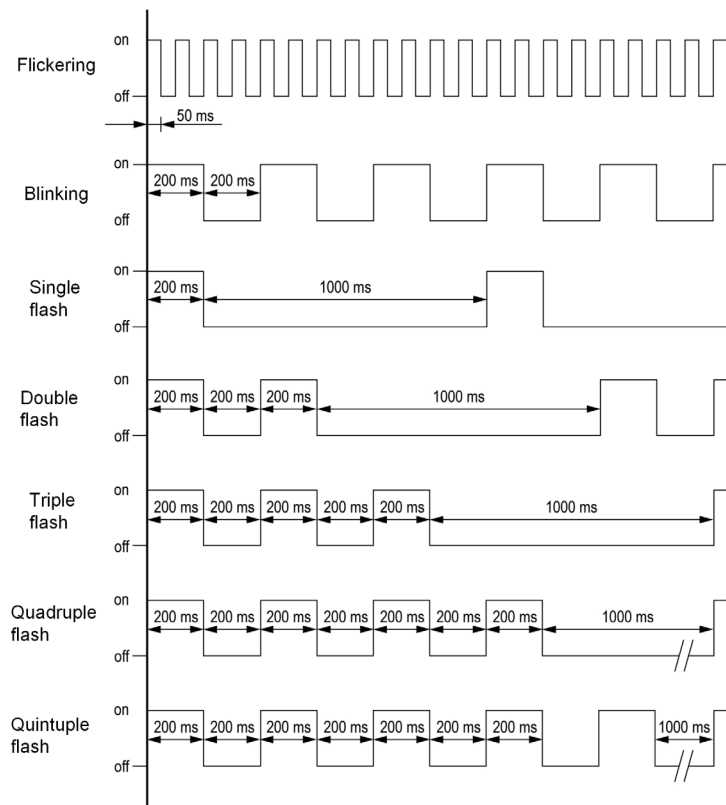 on
Flickering
off
50 ms
on
200 ms 200 ms
Blinking
off
on
Single
flash
200 ms 1000 ms
off
on
Double
flash
200 ms 200 ms 200 ms 1000 ms
off
on
Triple
flash
200 ms 200 ms 200 ms 200 ms 200 ms 1000 ms
off
on
Quadruple
flash
200 ms 200 ms 200 ms 200 ms 200 ms 200 ms 200 ms 1000 ms
off
on
Quintuple
flash
200 ms 200 ms 200 ms 200 ms 200 ms 200 ms 200 ms 1000 ms
off